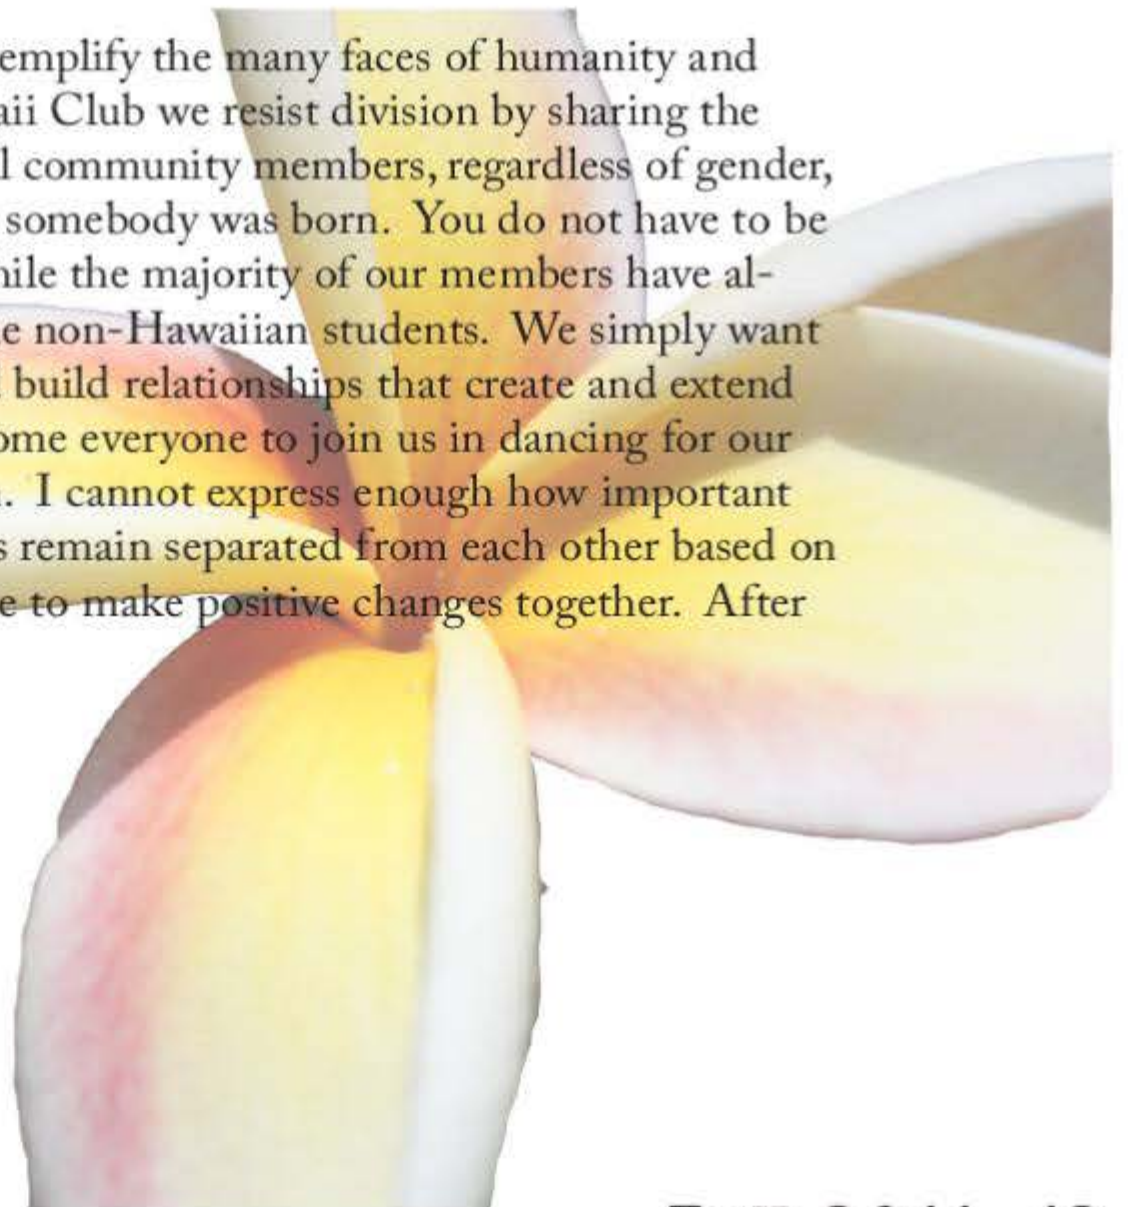 emplify the many faces of humanity and
aii Club we resist division by sharing the
l community members, regardless of gender,
somebody was born. You do not have to be
hile the majority of our members have al-
e non-Hawaiian students. We simply want
build relationships that create and extend
ome everyone to join us in dancing for our
. I cannot express enough how important
s remain separated from each other based on
e to make positive changes together. After